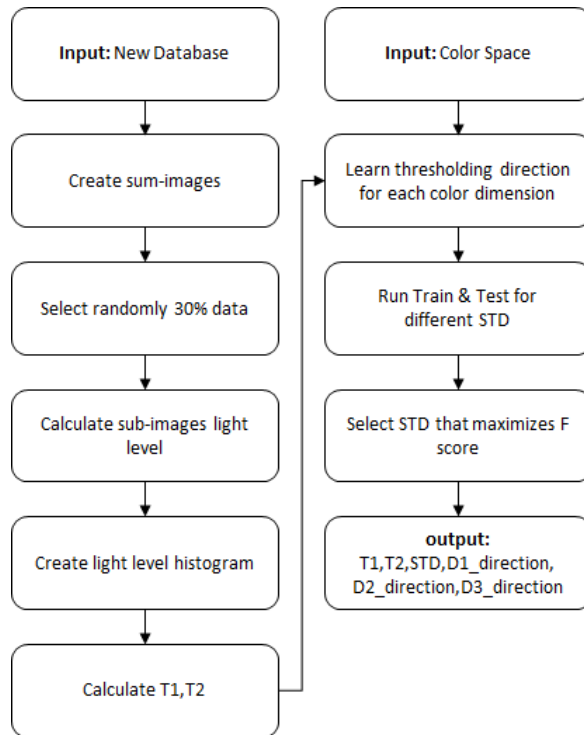 Input: New Database
Create sum-images
Select randomly 30% data
Calculate sub-images light
level
Create light level histogram
Calculate T1,T2
Input: Color Space
Learn thresholding direction
for each color dimension
Run Train & Test for
different STD
Select STD that maximizes F
score
output:
T1,T2,STD,D1_direction,
D2_direction,D3_direction